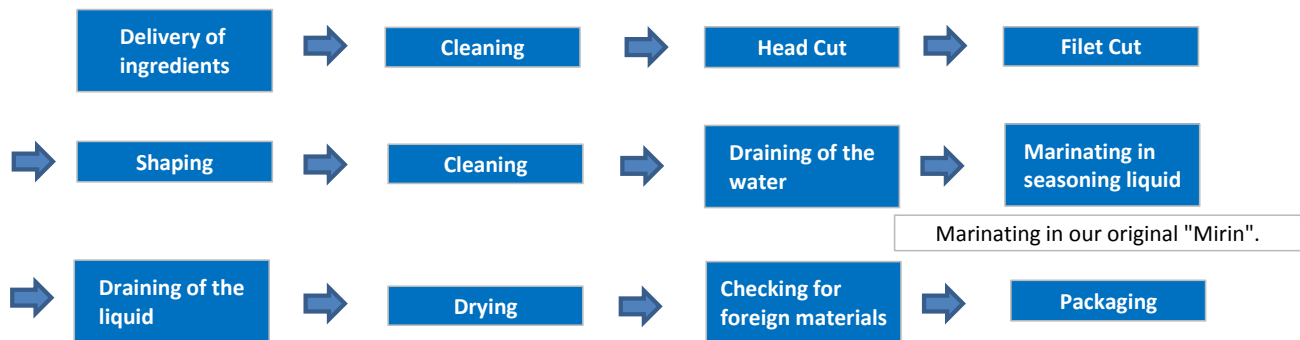 Delivery of
ingredients
Cleaning
Head Cut
Filet Cut
Shaping
Cleaning
Draining of the
water
Marinating in
seasoning liquid
Marinating in our original "Mirin".
Draining of the
liquid
Drying
Checking for
foreign materials
Packaging